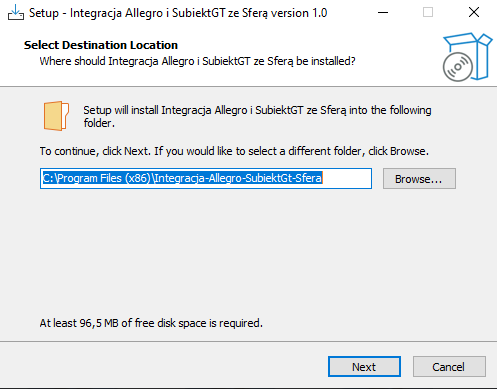 Setup - Integracja Allegro i SubiektGT ze Sferą version 1.0
Select Destination Location
Where should Integracja Allegro i SubiektGT ze Sferą be installed?
Setup will install Integracja Allegro i SubiektGT ze Sferą into the following
folder.
To continue, click Next. If you would like to select a different folder, click Browse.
C:\Program Files (x86)\Integracja-Allegro-SubiektGt-Sfera
Browse...
At least 96,5 MB of free disk space is required.
Next
Cancel